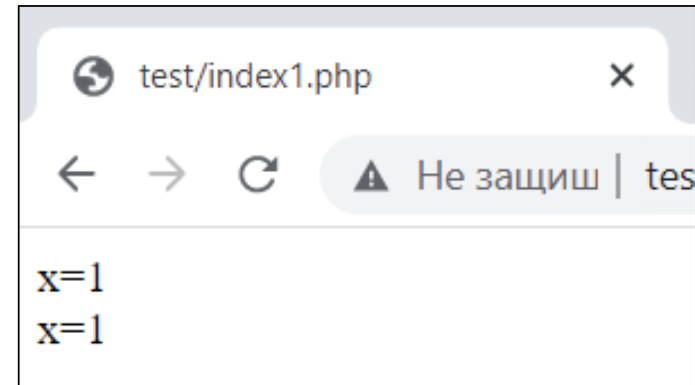 test/index1.php
Не защищ | tes
x=1
x=1